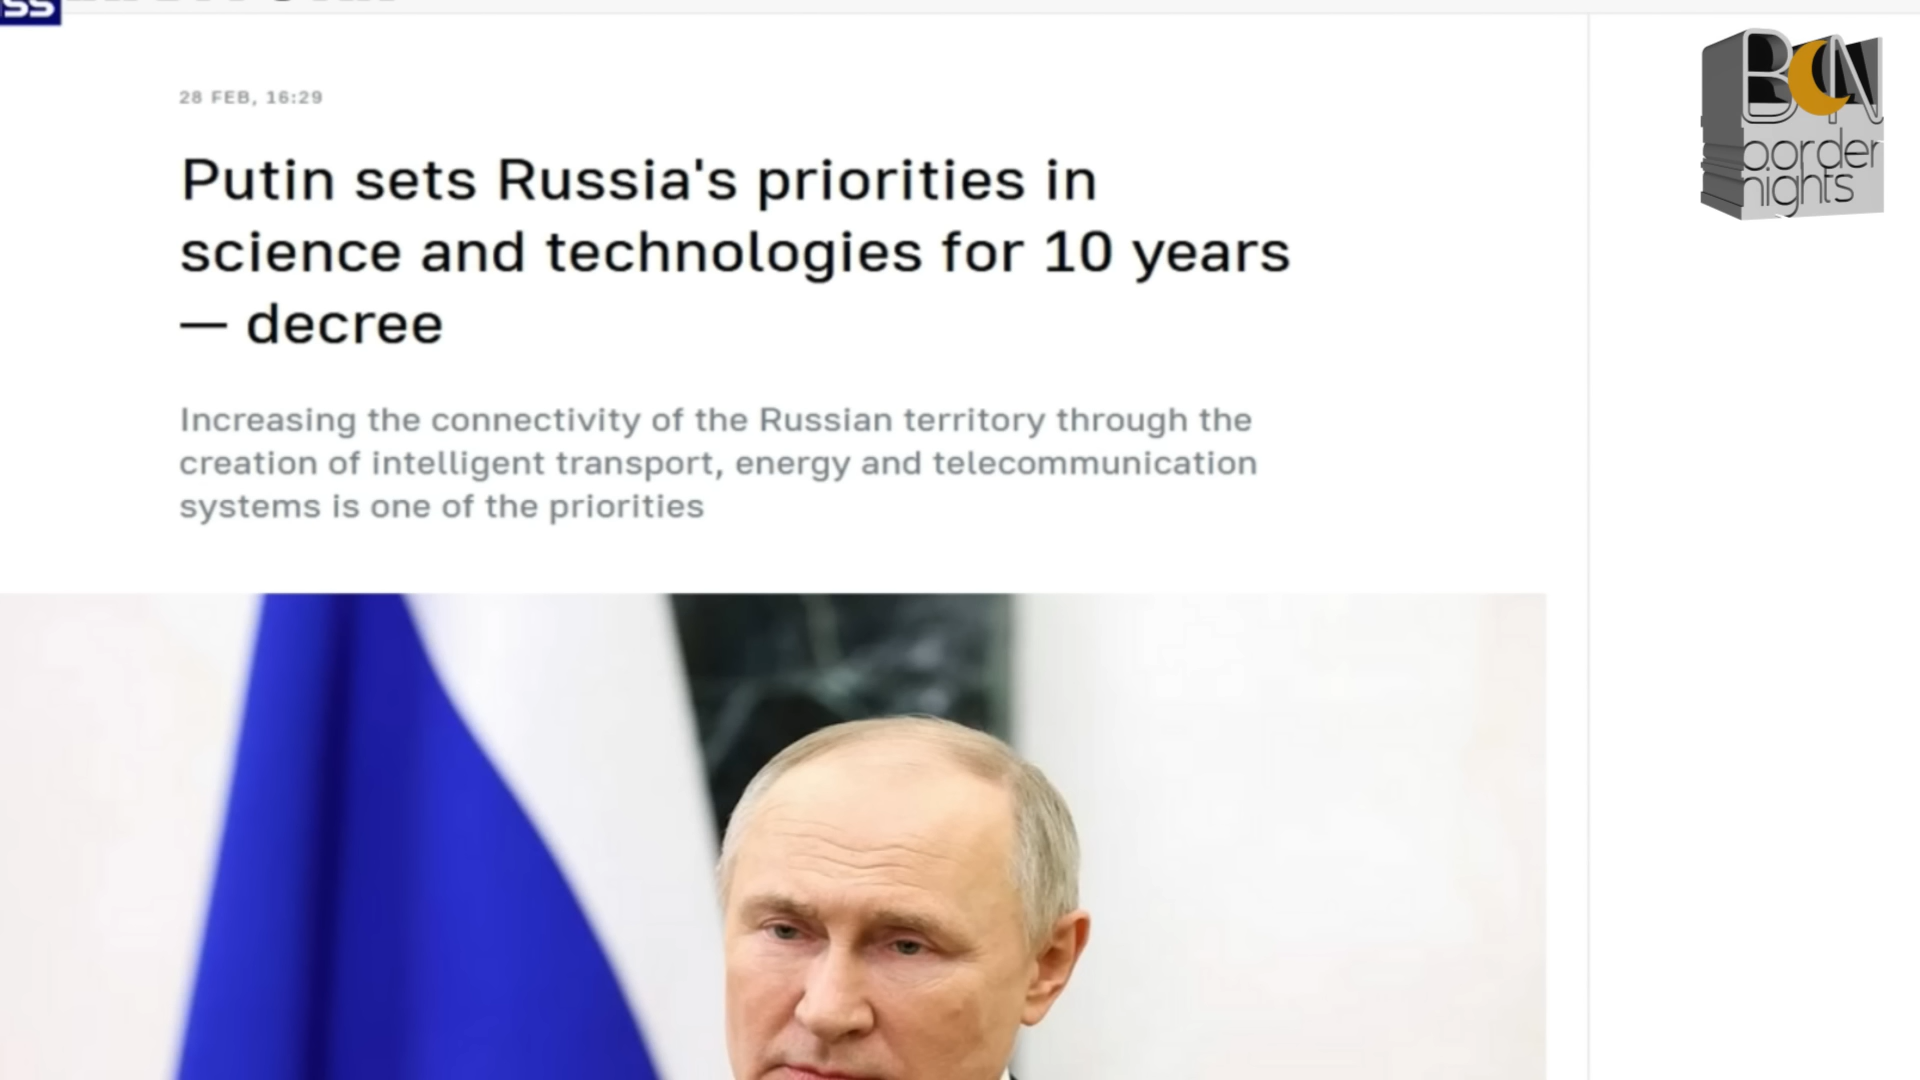 SS
28 FEB, 16:29
Putin sets Russia's priorities in
science and technologies for 10 years
— decree
Increasing the connectivity of the Russian territory through the
creation of intelligent transport, energy and telecommunication
systems is one of the priorities
BN
border
nights